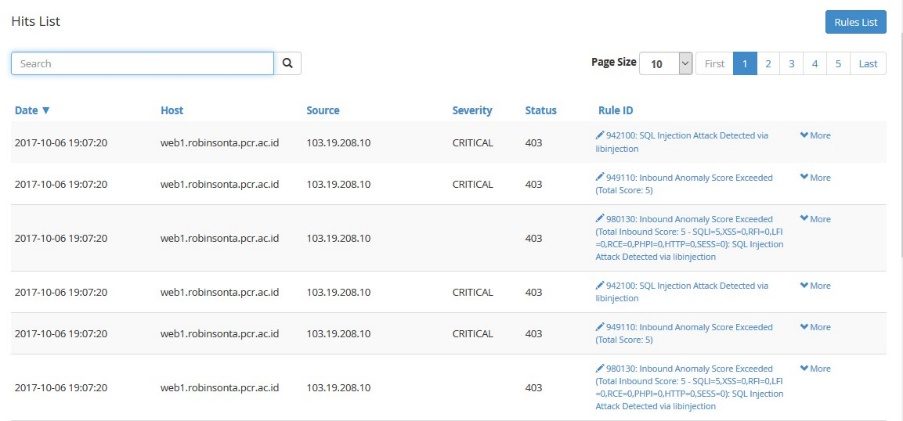 Hits List
Rules List
Search
Page Size 10 First 1 2 3 4 5 Last
Date ▼ Host Source Severity Status Rule ID
2017-10-06 19:07:20 web1.robinsonta.pcr.ac.id 103.19.208.10 CRITICAL 403 942100: SQL Injection Attack Detected via More
libinjection
2017-10-06 19:07:20 web1.robinsonta.pcr.ac.id 103.19.208.10 CRITICAL 403 949110: Inbound Anomaly Score Exceeded More
(Total Score: 5)
2017-10-06 19:07:20 web1.robinsonta.pcr.ac.id 103.19.208.10 403 980130: Inbound Anomaly Score Exceeded More
(Total Inbound Score: 5 - SQLI=5,XSS=0,RFI=0,LFI
=0,RCE=0,PHPI=0,HTTP=0,SESS=0): SQL Injection
Attack Detected via libinjection
2017-10-06 19:07:20 web1.robinsonta.pcr.ac.id 103.19.208.10 CRITICAL 403 942100: SQL Injection Attack Detected via More
libinjection
2017-10-06 19:07:20 web1.robinsonta.pcr.ac.id 103.19.208.10 CRITICAL 403 949110: Inbound Anomaly Score Exceeded More
(Total Score: 5)
2017-10-06 19:07:20 web1.robinsonta.pcr.ac.id 103.19.208.10 403 980130: Inbound Anomaly Score Exceeded More
(Total Inbound Score: 5 - SQLI=5,XSS=0,RFI=0,LFI
=0,RCE=0,PHPI=0,HTTP=0,SESS=0): SQL Injection
Attack Detected via libinjection